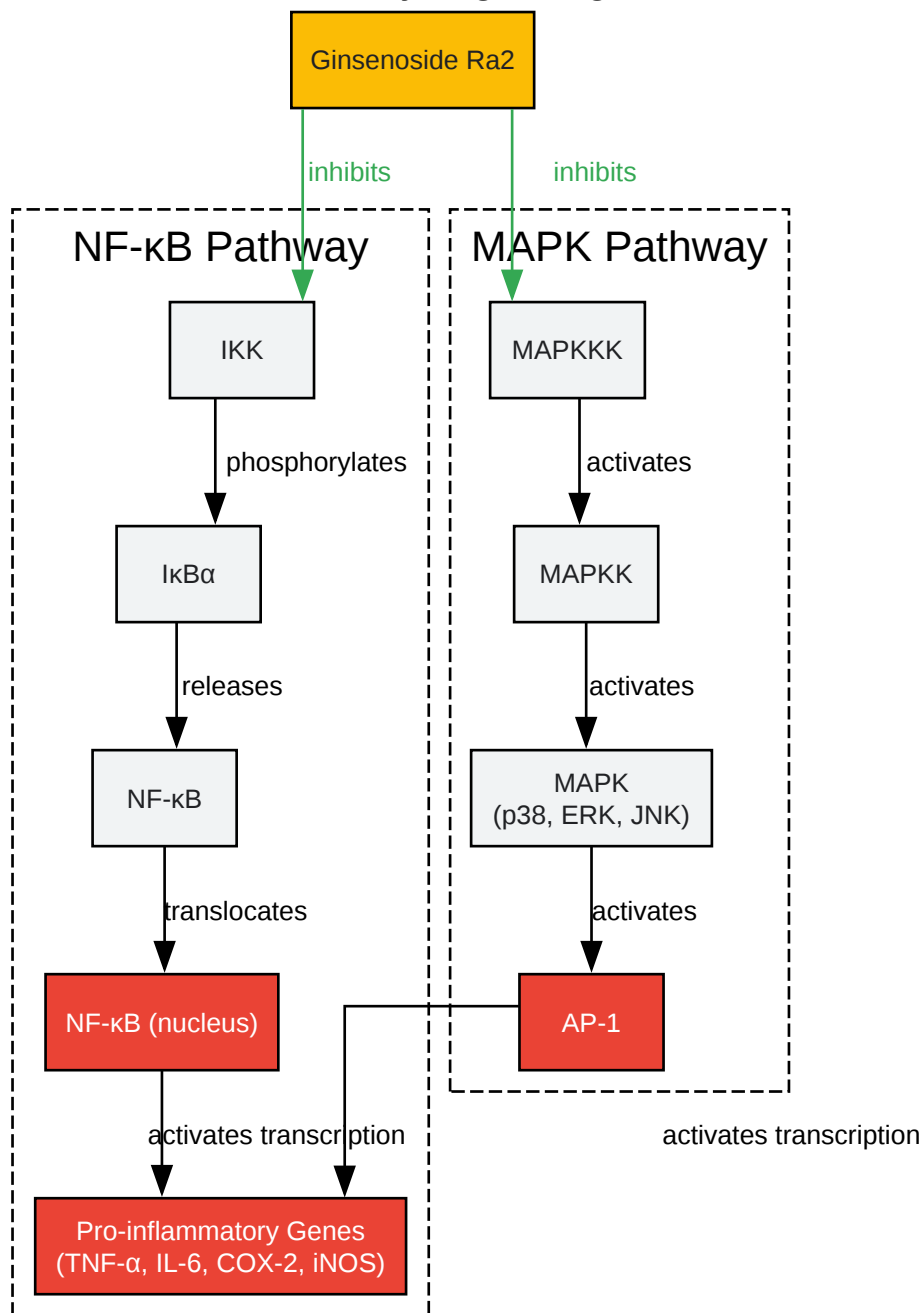 Ginsenoside Ra2
inhibits
inhibits
NF-κB Pathway
MAPK Pathway
IKK
MAPKKK
phosphorylates
activates
IκBα
MAPKK
releases
activates
NF-κB
MAPK
(p38, ERK, JNK)
translocates
activates
NF-κB (nucleus)
AP-1
activates transcription
activates transcription
Pro-inflammatory Genes
(TNF-α, IL-6, COX-2, iNOS)